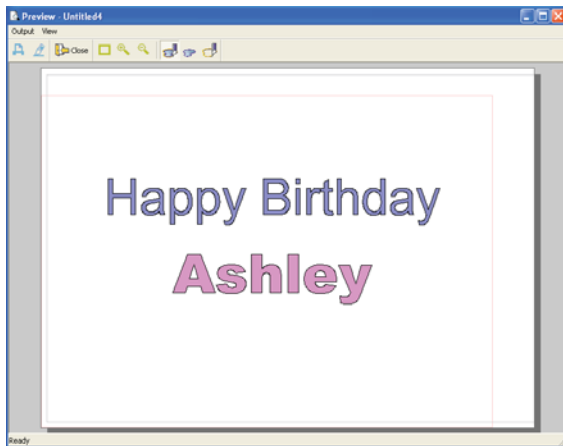 Preview - Untitled4
Output View
Close
Happy Birthday
Ashley
Ready